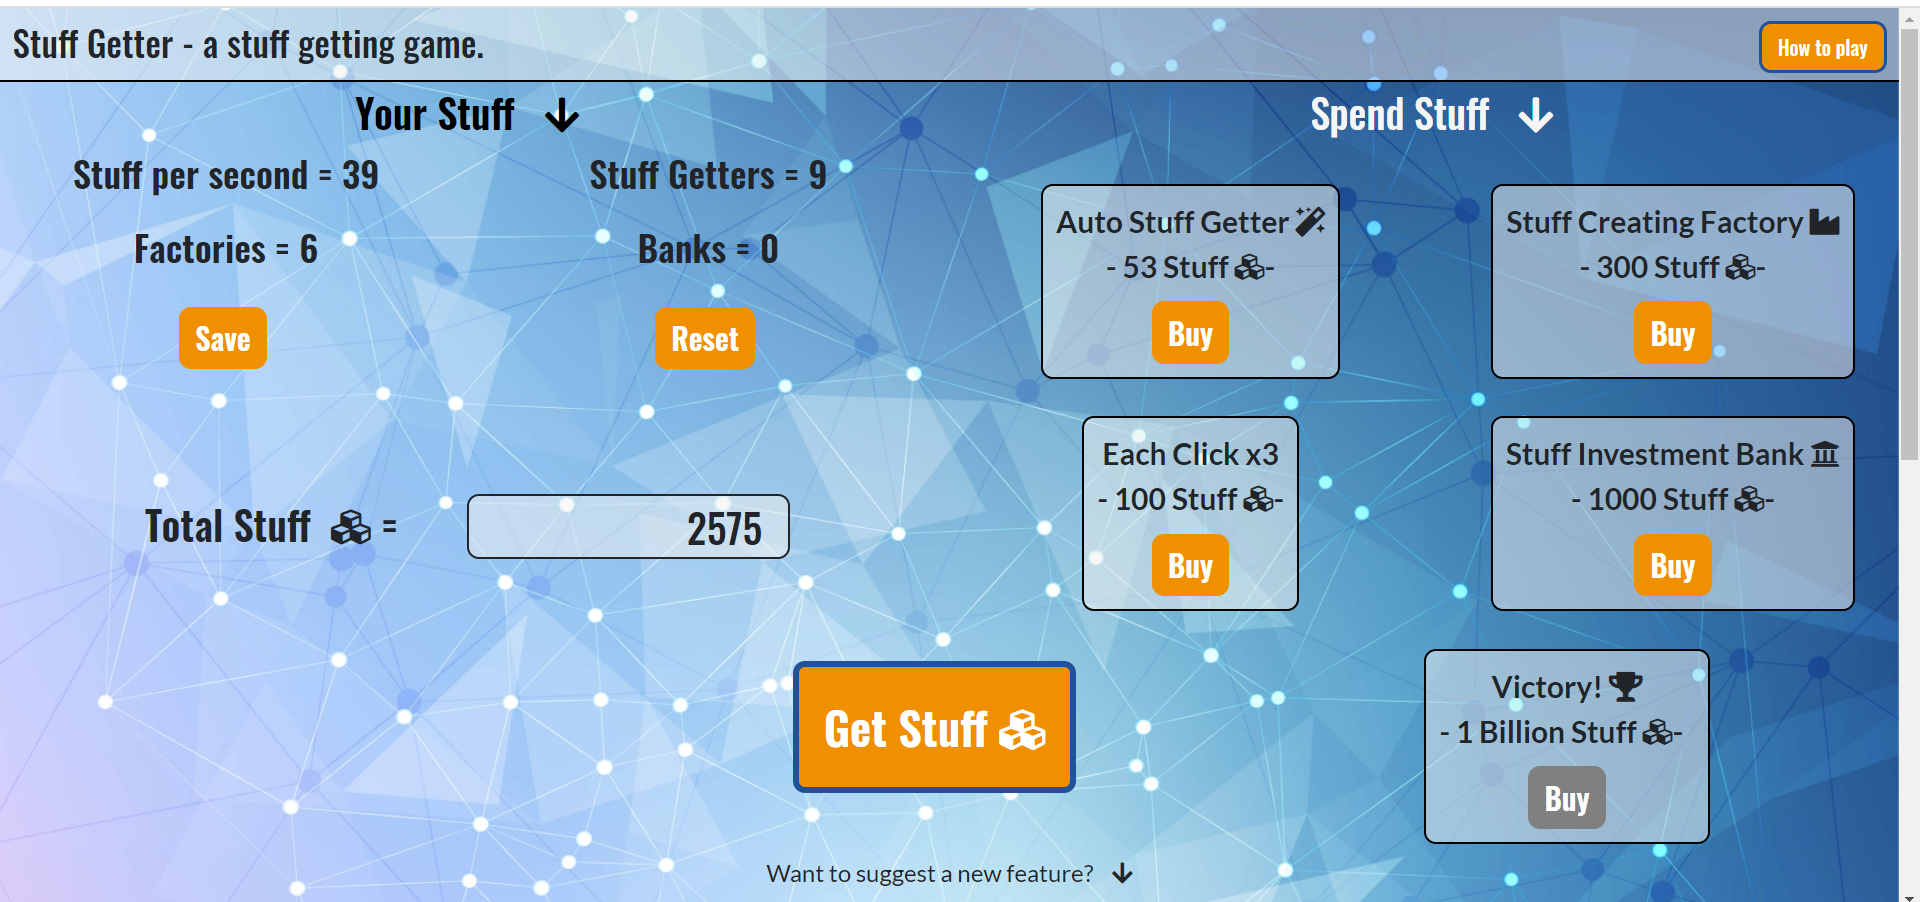 Stuff Getter - a stuff getting game.
How to play
Your Stuff
Stuff per second = 39
Stuff Getters = 9
Factories = 6
Banks = 0
Save
Reset
Total Stuff =
2575
Spend Stuff
Auto Stuff Getter
- 53 Stuff -
Buy
Stuff Creating Factory
- 300 Stuff -
Buy
Each Click x3
- 100 Stuff -
Buy
Stuff Investment Bank
- 1000 Stuff -
Buy
Victory!
- 1 Billion Stuff -
Buy
Get Stuff
Want to suggest a new feature?